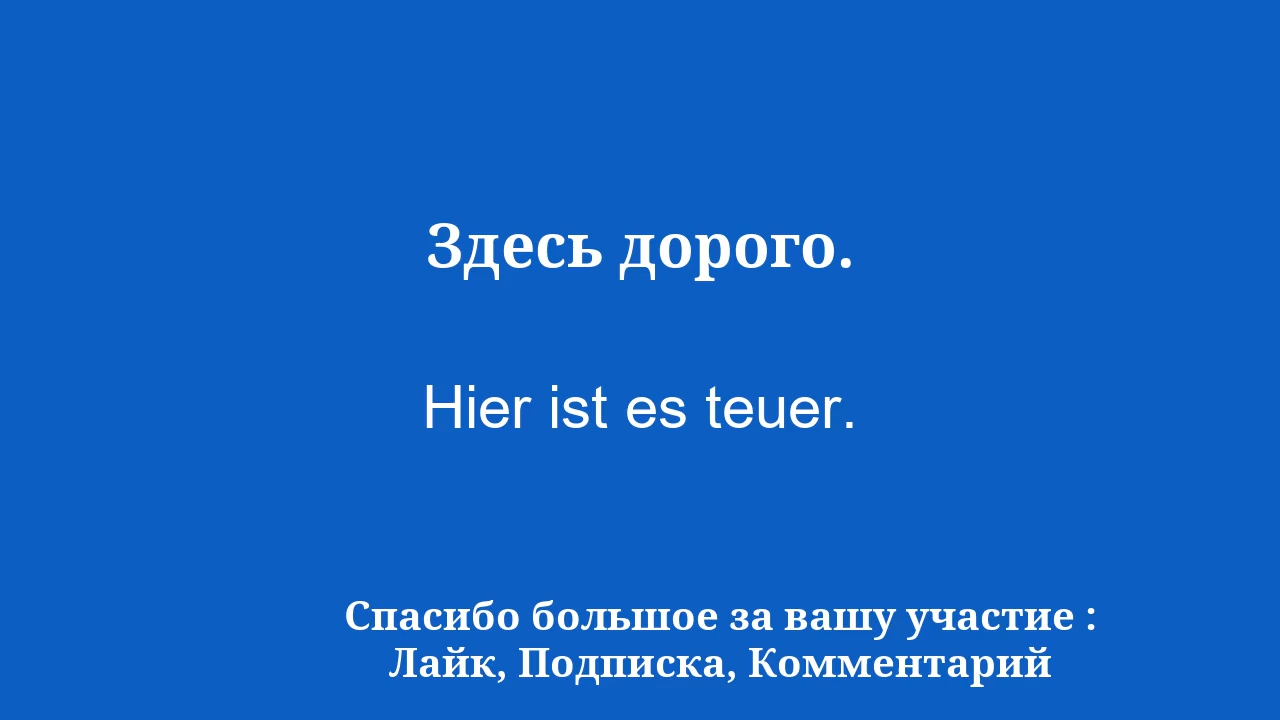 Здесь дорого.
Hier ist es teuer.
Спасибо большое за вашу участие :
Лайк, Подписка, Комментарий